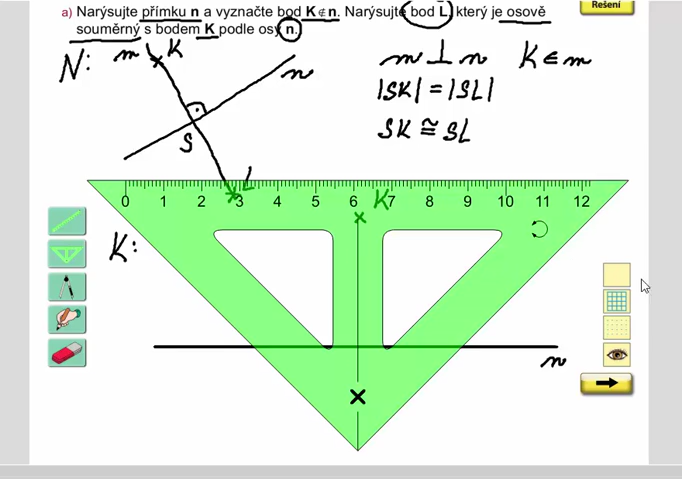 Rešení
a) Narýsujte přímku n a vyznačte bod K ∉ n. Narýsujte bod L, který je osově
souměrný s bodem K podle osy n.
N: m K n m ⊥ n K ∈ m
|SK| = |SL|
S SK ≅ SL
L
0 1 2 3 4 5 6 7 8 9 10 11 12
K
K:
n